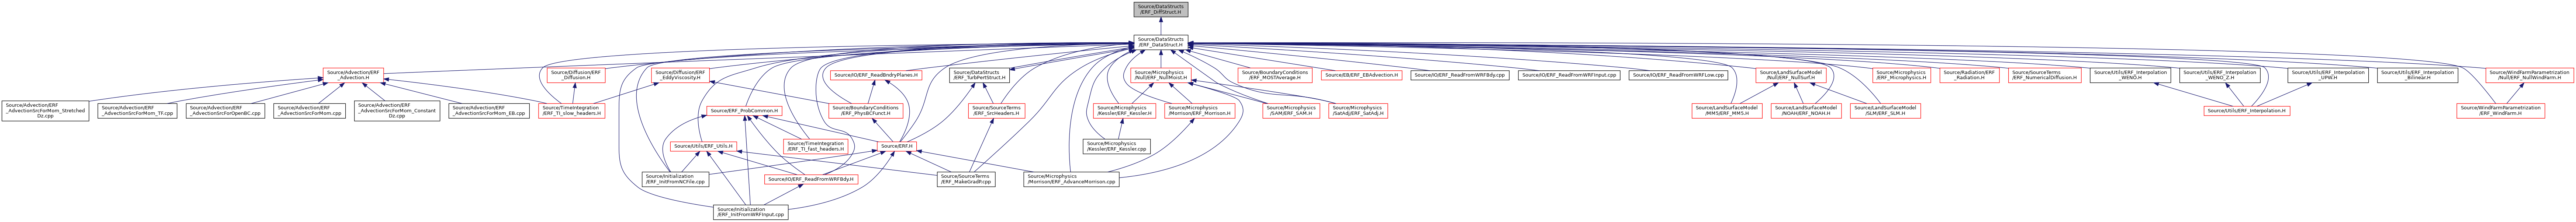 Source/DataStructs
/ERF_DiffStruct.H
Source/DataStructs
/ERF_DataStruct.H
Source/Advection/ERF
_Advection.H
Source/Diffusion/ERF
_Diffusion.H
Source/Diffusion/ERF
_EddyViscosity.H
Source/IO/ERF_ReadBndryPlanes.H
Source/DataStructs
/ERF_TurbPertStruct.H
Source/Microphysics
/Null/ERF_NullMoist.H
Source/BoundaryConditions
/ERF_MOSTAverage.H
Source/EB/ERF_EBAdvection.H
Source/IO/ERF_ReadFromWRFBdy.cpp
Source/IO/ERF_ReadFromWRFInput.cpp
Source/IO/ERF_ReadFromWRFLow.cpp
Source/LandSurfaceModel
/Null/ERF_NullSurf.H
Source/Microphysics
/ERF_Microphysics.H
Source/Radiation/ERF
_Radiation.H
Source/SourceTerms
/ERF_NumericalDiffusion.H
Source/Utils/ERF_Interpolation
_WENO.H
Source/Utils/ERF_Interpolation
_WENO_Z.H
Source/Utils/ERF_Interpolation
_UPW.H
Source/Utils/ERF_Interpolation
_Bilinear.H
Source/WindFarmParametrization
/Null/ERF_NullWindFarm.H
Source/Advection/ERF
_AdvectionSrcForMom_Stretched
Dz.cpp
Source/Advection/ERF
_AdvectionSrcForMom_TF.cpp
Source/Advection/ERF
_AdvectionSrcForOpenBC.cpp
Source/Advection/ERF
_AdvectionSrcForMom.cpp
Source/Advection/ERF
_AdvectionSrcForMom_Constant
Dz.cpp
Source/Advection/ERF
_AdvectionSrcForMom_EB.cpp
Source/TimeIntegration
/ERF_TI_slow_headers.H
Source/ERF_ProbCommon.H
Source/BoundaryConditions
/ERF_PhysBCFunct.H
Source/SourceTerms
/ERF_SrcHeaders.H
Source/Microphysics
/Kessler/ERF_Kessler.H
Source/Microphysics
/Morrison/ERF_Morrison.H
Source/Microphysics
/SAM/ERF_SAM.H
Source/Microphysics
/SatAdj/ERF_SatAdj.H
Source/LandSurfaceModel
/MM5/ERF_MM5.H
Source/LandSurfaceModel
/NOAH/ERF_NOAH.H
Source/LandSurfaceModel
/SLM/ERF_SLM.H
Source/Utils/ERF_Interpolation.H
Source/WindFarmParametrization
/ERF_WindFarm.H
Source/Utils/ERF_Utils.H
Source/TimeIntegration
/ERF_TI_fast_headers.H
Source/ERF.H
Source/Microphysics
/Kessler/ERF_Kessler.cpp
Source/Initialization
/ERF_InitFromNCFile.cpp
Source/IO/ERF_ReadFromWRFBdy.H
Source/SourceTerms
/ERF_MakeGradP.cpp
Source/Microphysics
/Morrison/ERF_AdvanceMorrison.cpp
Source/Initialization
/ERF_InitFromWRFInput.cpp